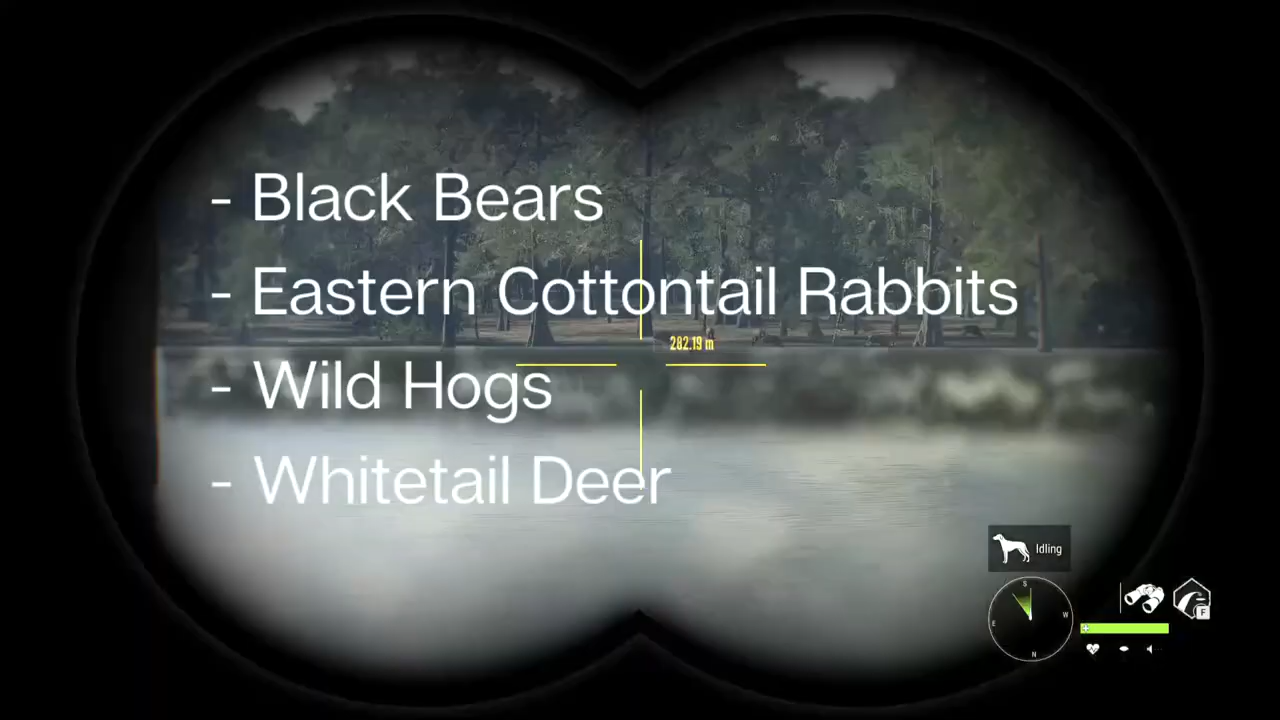 - Black Bears
- Eastern Cottontail Rabbits
282.19 m
- Wild Hogs
- Whitetail Deer
Idling
S
E
W
N
F